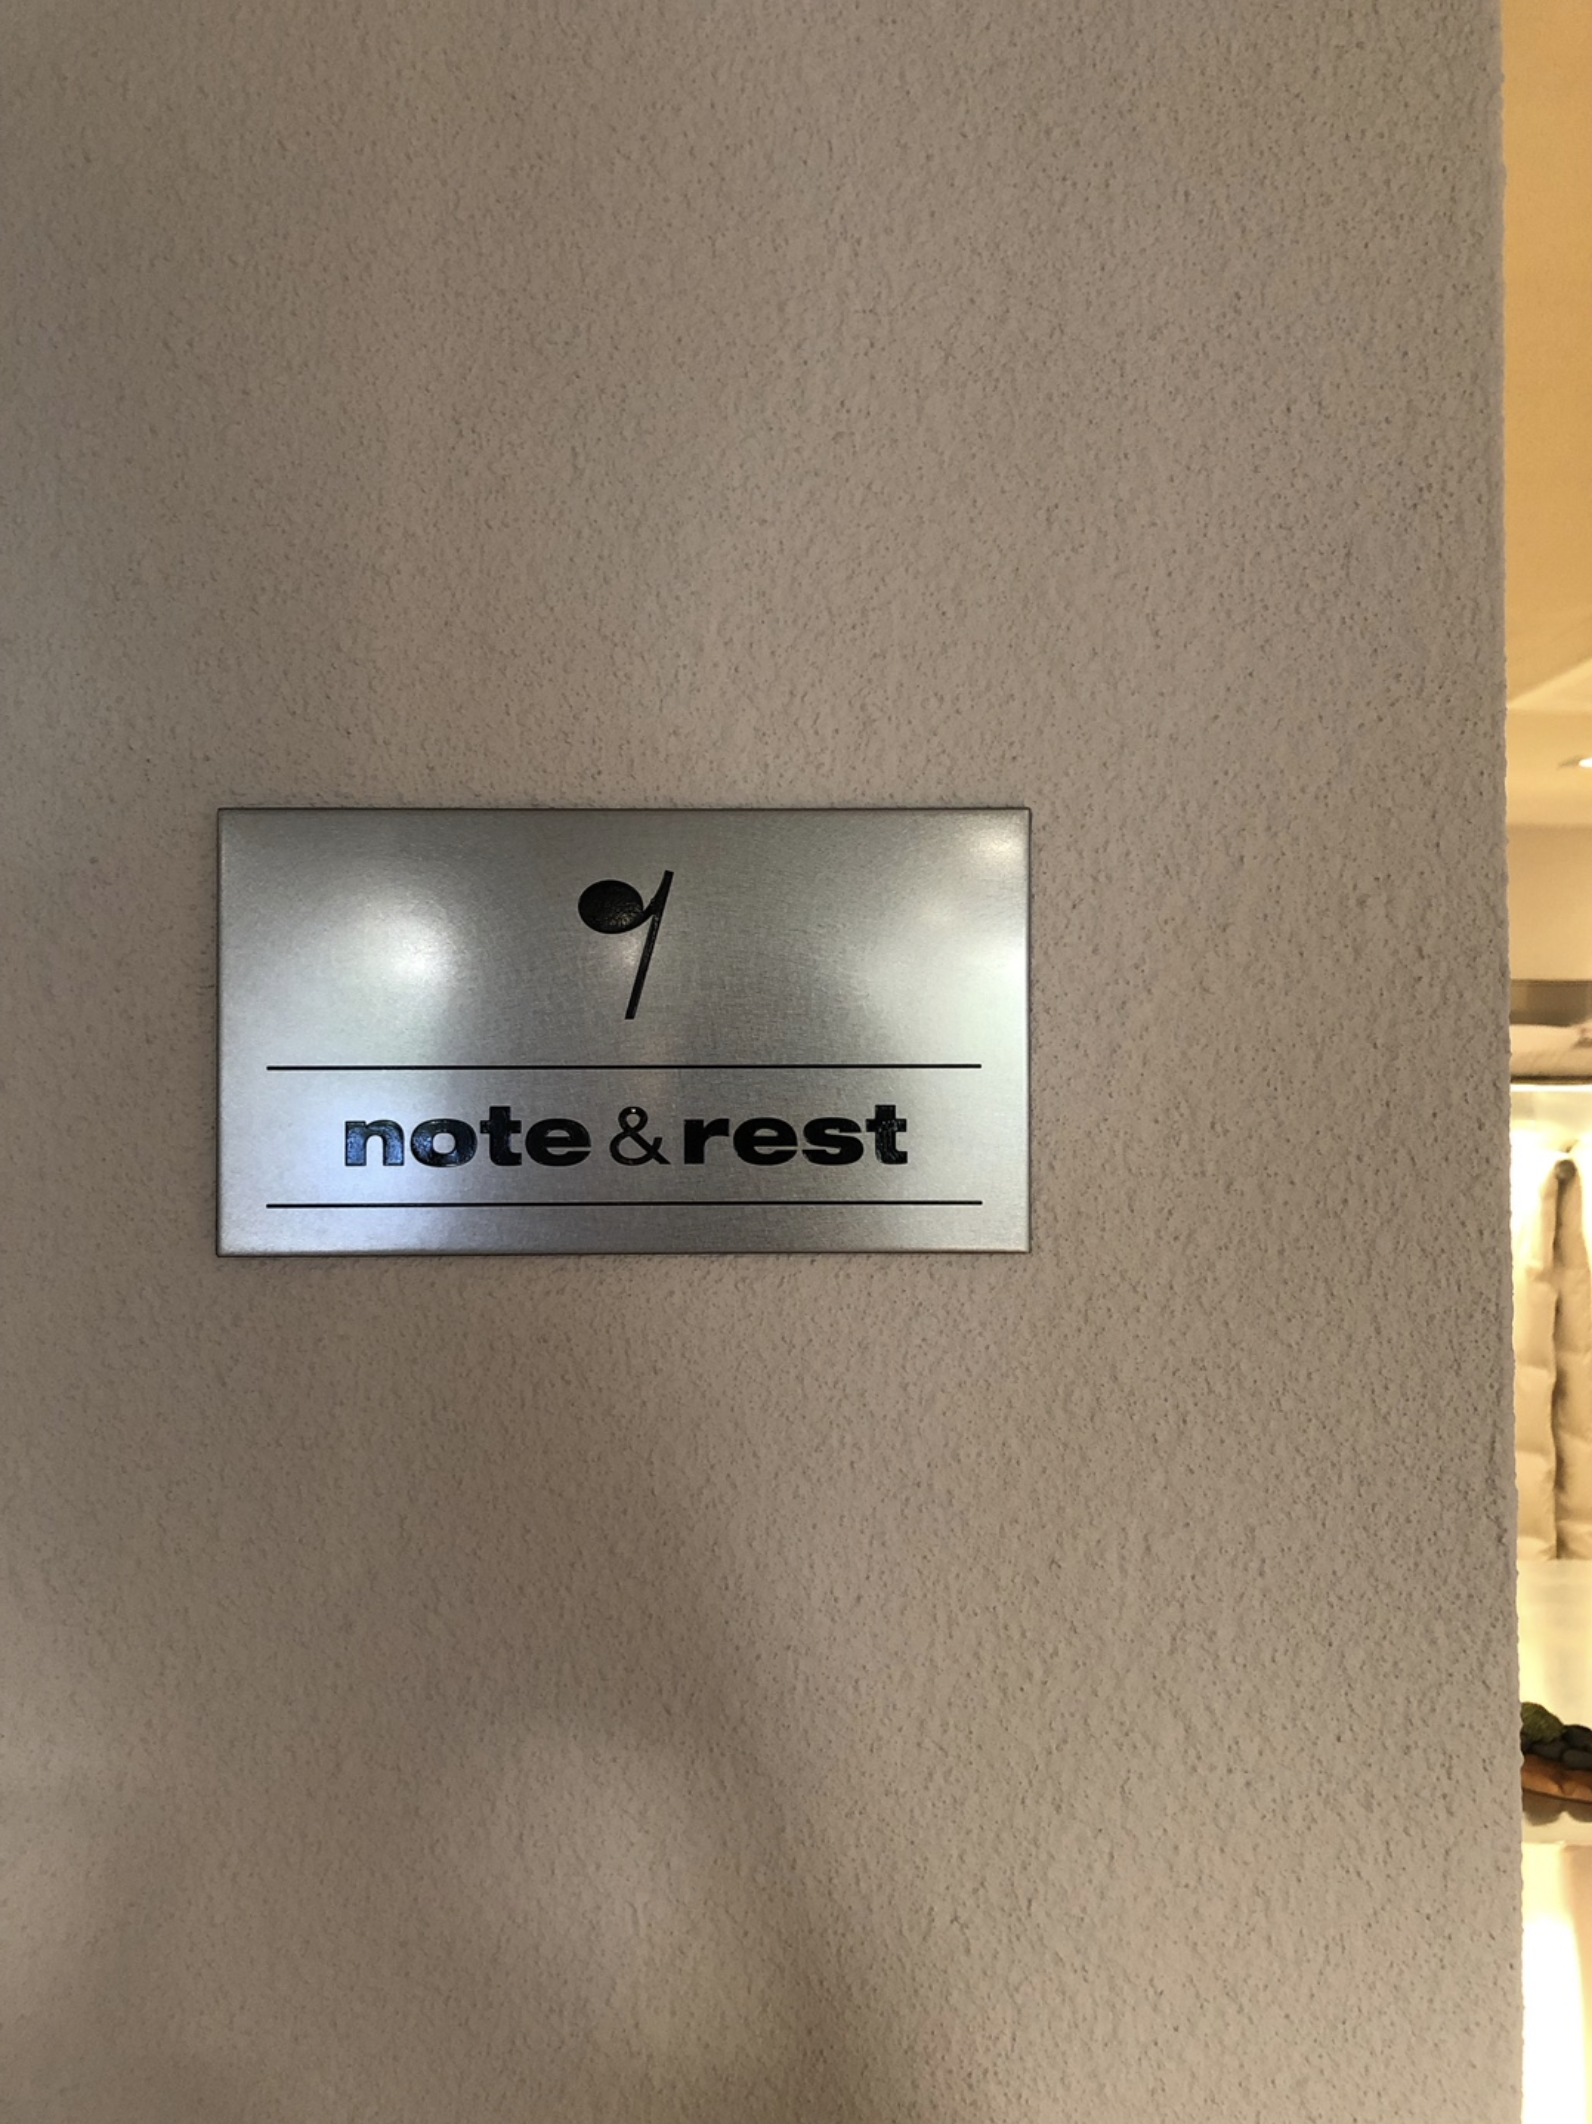 note & rest